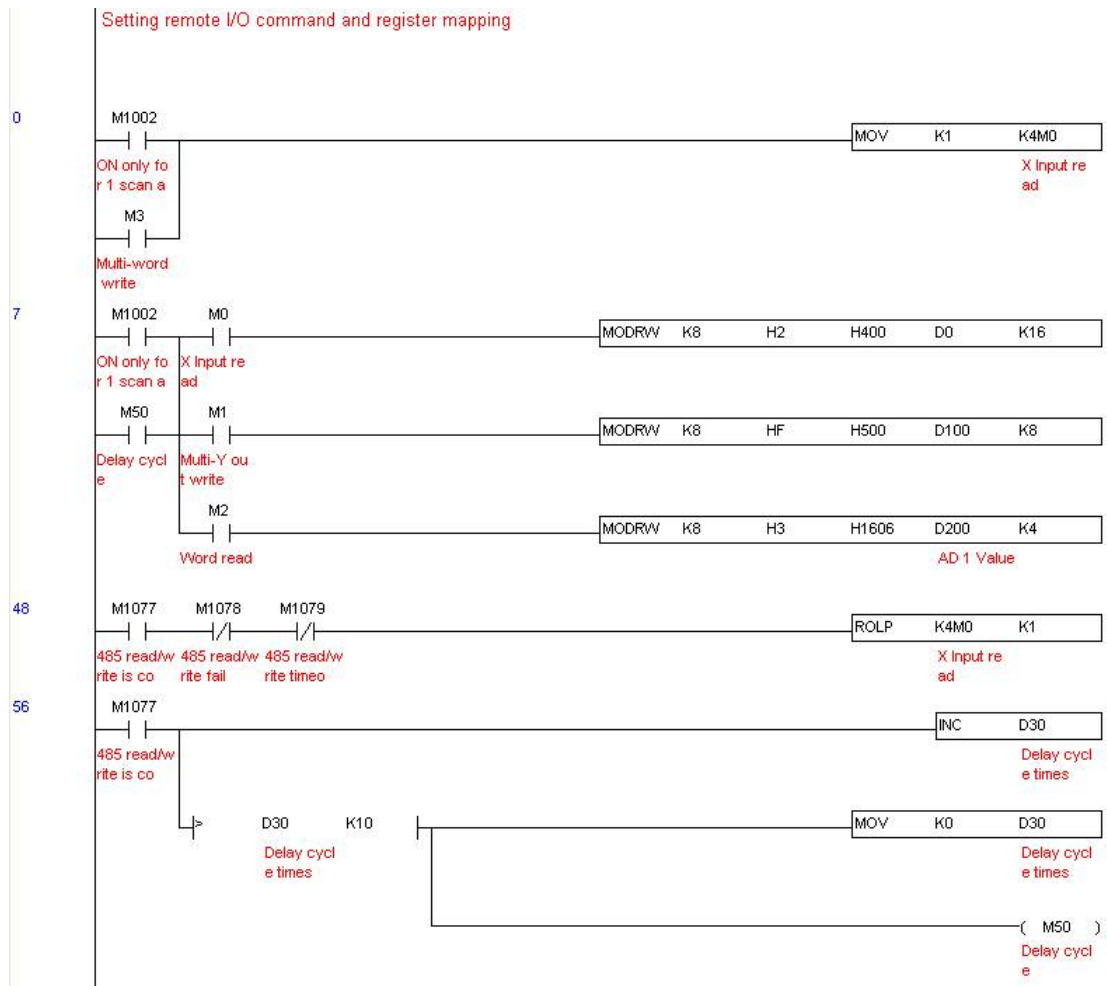 Setting remote I/O command and register mapping
0
M1002
MOV K1 K4M0
ON only fo
r 1 scan a
X Input re
ad
M3
Multi-word
write
7
M1002 M0
MODRW K8 H2 H400 D0 K16
ON only fo
r 1 scan a
X Input re
ad
M50 M1
MODRW K8 HF H500 D100 K8
Delay cycl
e
Multi-Y ou
t write
M2
MODRW K8 H3 H1606 D200 K4
Word read
AD 1 Value
48
M1077 M1078 M1079
ROLP K4M0 K1
485 read/w
rite is co
485 read/w
rite fail
485 read/w
rite timeo
X Input re
ad
56
M1077
INC D30
485 read/w
rite is co
Delay cycl
e times
> D30 K10
MOV K0 D30
Delay cycl
e times
Delay cycl
e times
( M50 )
Delay cycl
e